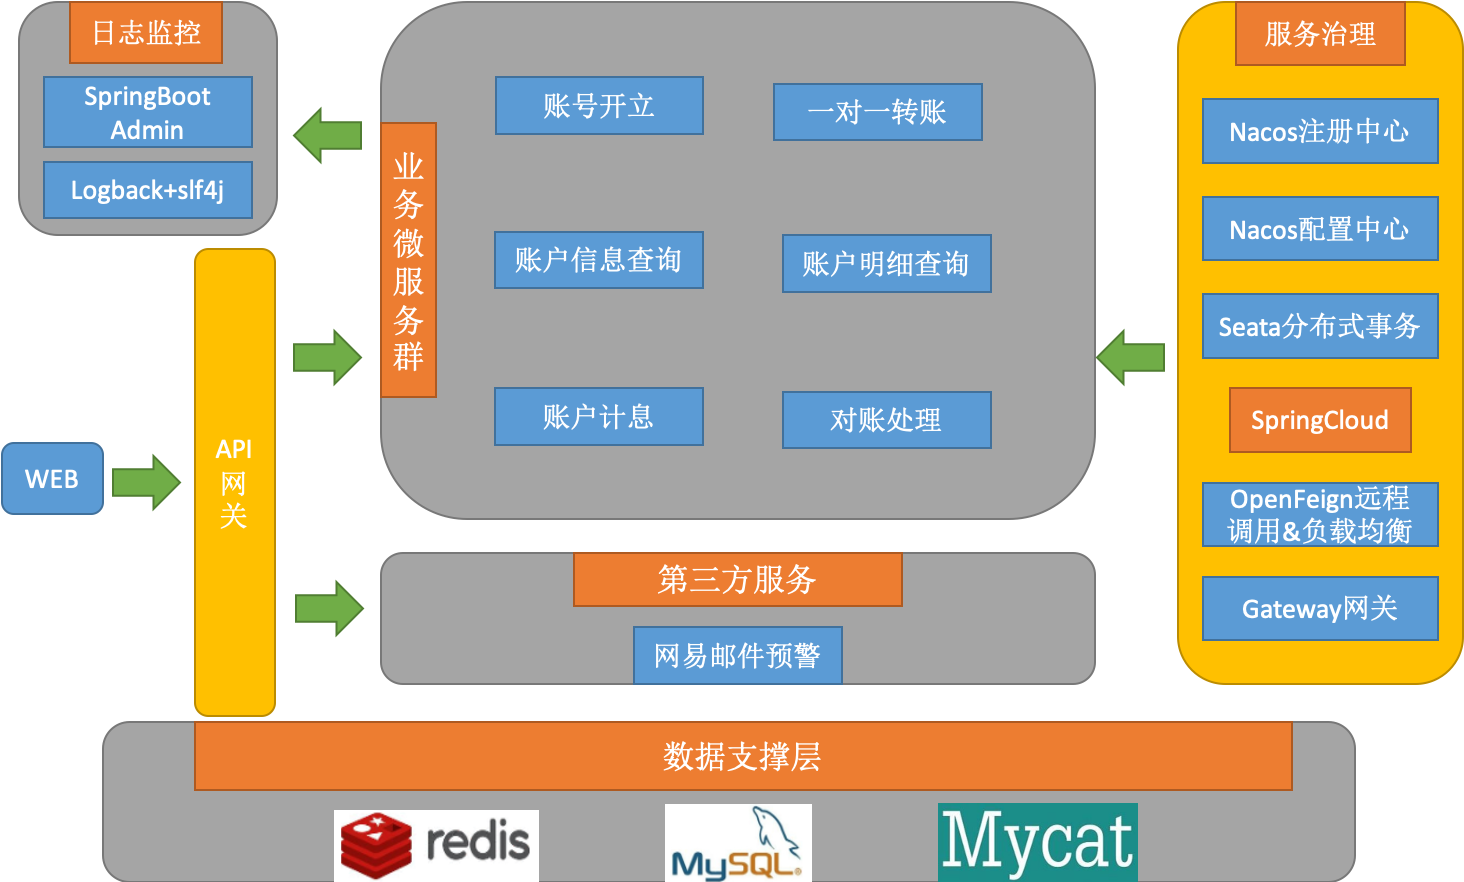 日志监控
SpringBoot
Admin
Logback+slf4j
业
务
微
服
务
群
账号开立
一对一转账
账户信息查询
账户明细查询
账户计息
对账处理
服务治理
Nacos注册中心
Nacos配置中心
Seata分布式事务
SpringCloud
OpenFeign远程
调用&负载均衡
Gateway网关
WEB
API
网
关
第三方服务
网易邮件预警
数据支撑层
redis
MySQL
Mycat